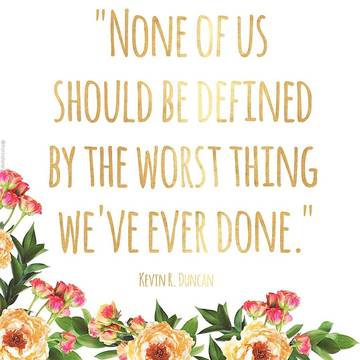 "None of us
should be defined
by the worst thing
we've ever done."
Kevin R. Duncan